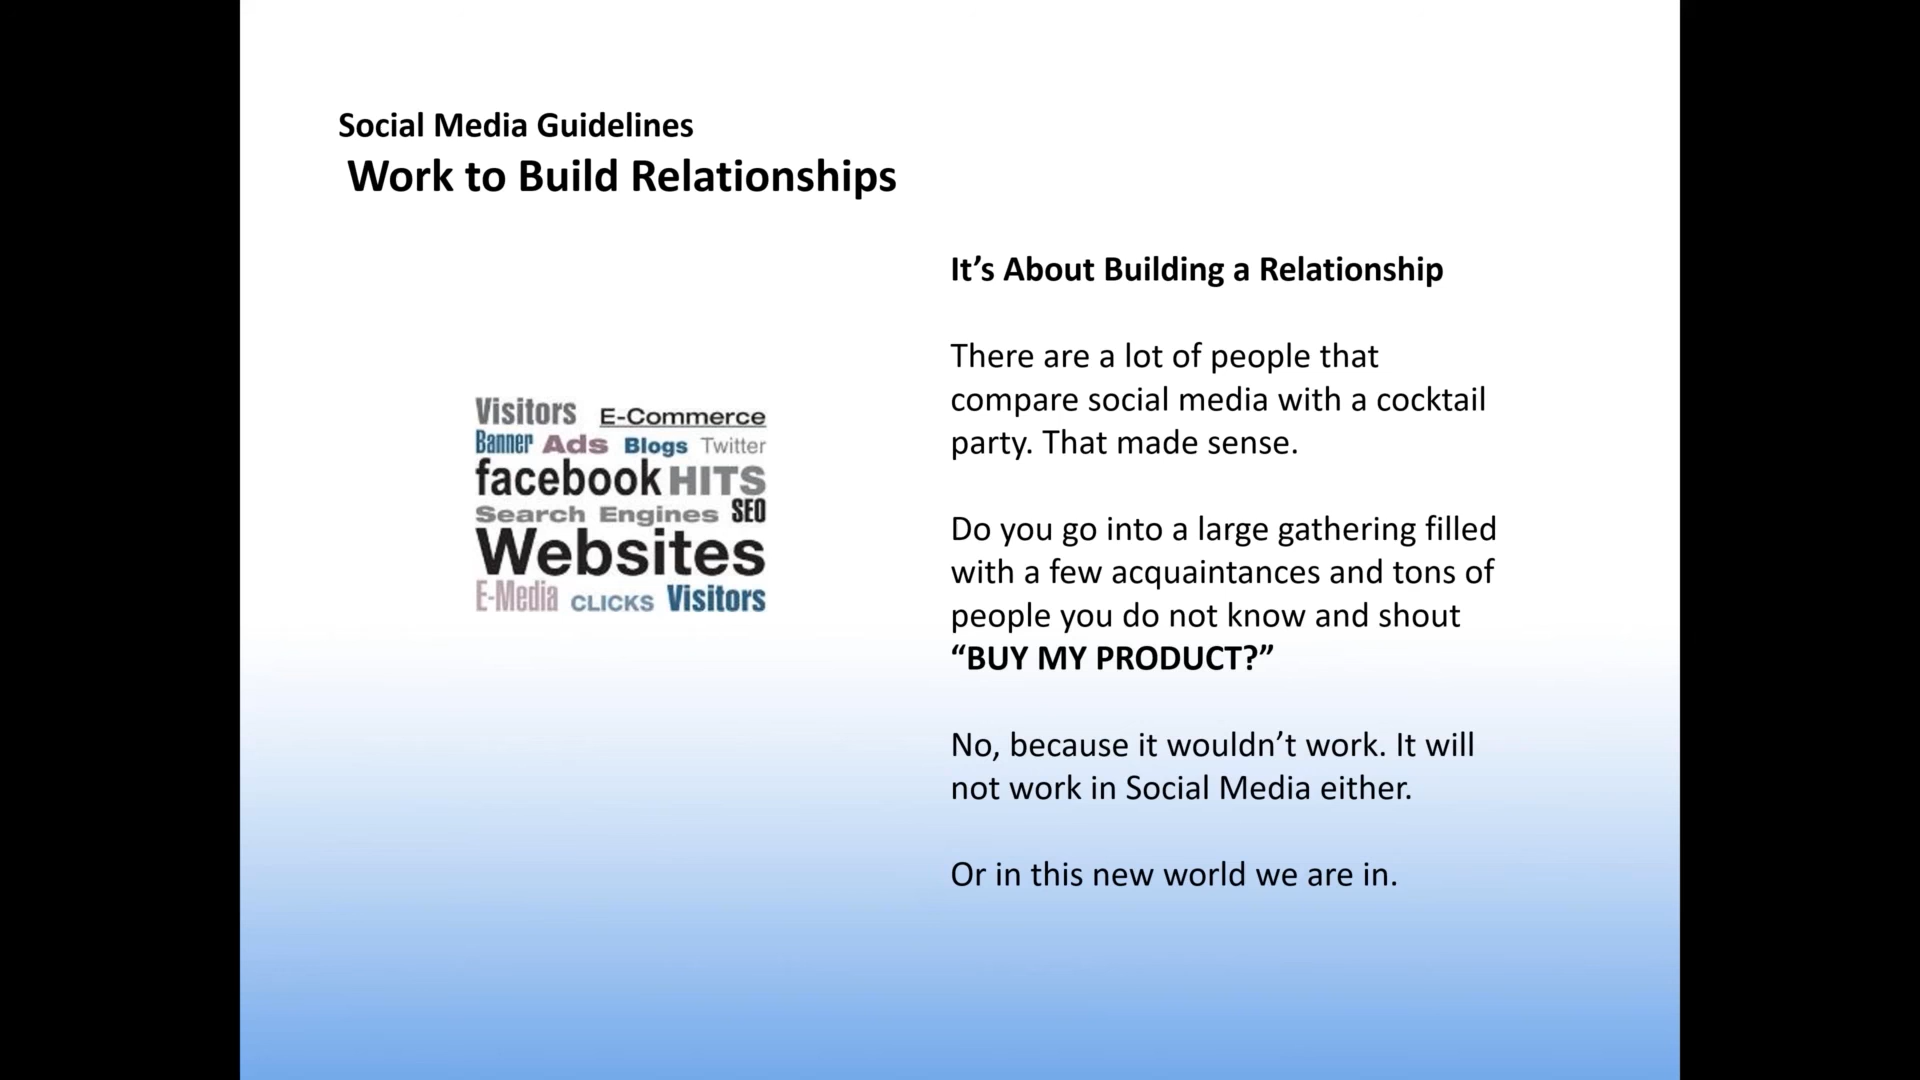 Social Media Guidelines
Work to Build Relationships
Visitors E-Commerce
Banner Ads Blogs Twitter
facebook HITS
Search Engines SEO
Websites
E-Media CLICKS Visitors
It’s About Building a Relationship
There are a lot of people that
compare social media with a cocktail
party. That made sense.
Do you go into a large gathering filled
with a few acquaintances and tons of
people you do not know and shout
“BUY MY PRODUCT?”
No, because it wouldn’t work. It will
not work in Social Media either.
Or in this new world we are in.